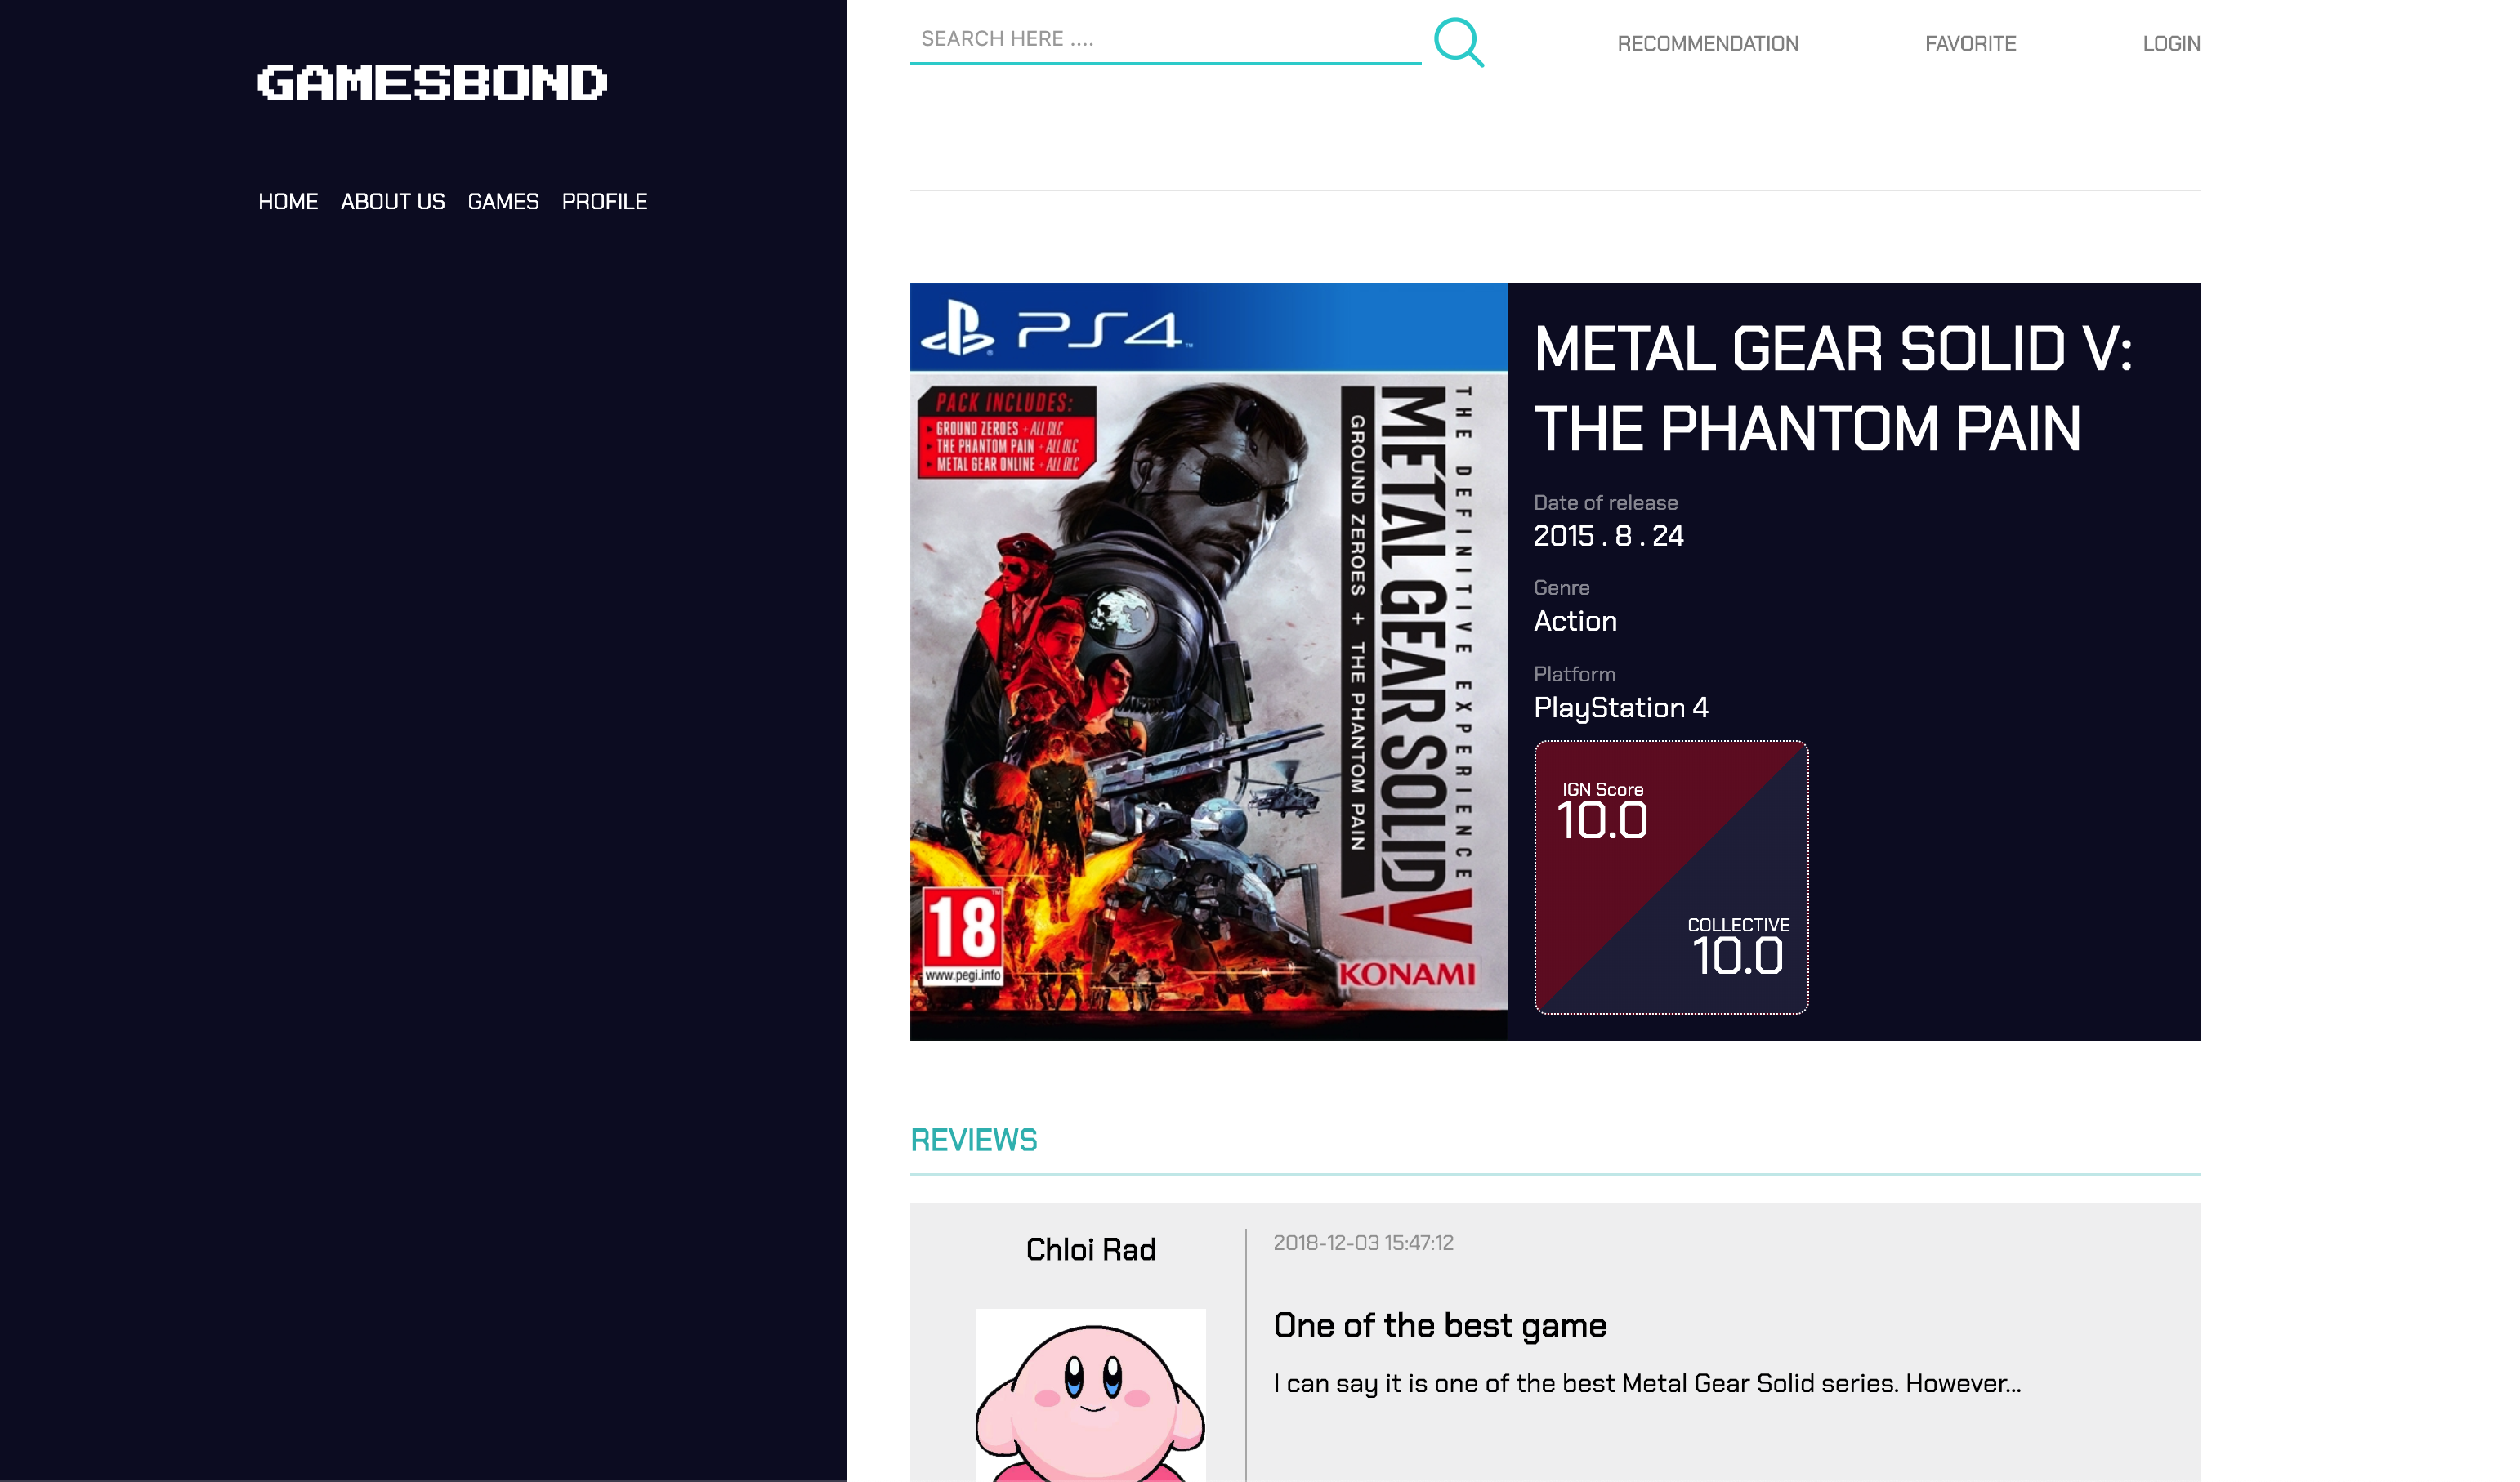 GAMESBOND
HOME ABOUT US GAMES PROFILE
SEARCH HERE ....
RECOMMENDATION FAVORITE LOGIN
PS4
PACK INCLUDES:
GROUND ZEROES + ALL DLC
THE PHANTOM PAIN + ALL DLC
METAL GEAR ONLINE + ALL DLC
THE DEFINITIVE EXPERIENCE
METAL GEAR SOLID V
GROUND ZEROES + THE PHANTOM PAIN
18
www.pegi.info
KONAMI
METAL GEAR SOLID V:
THE PHANTOM PAIN
Date of release
2015 . 8 . 24
Genre
Action
Platform
PlayStation 4
IGN Score
10.0
COLLECTIVE
10.0
REVIEWS
Chloi Rad
2018-12-03 15:47:12
One of the best game
I can say it is one of the best Metal Gear Solid series. However...